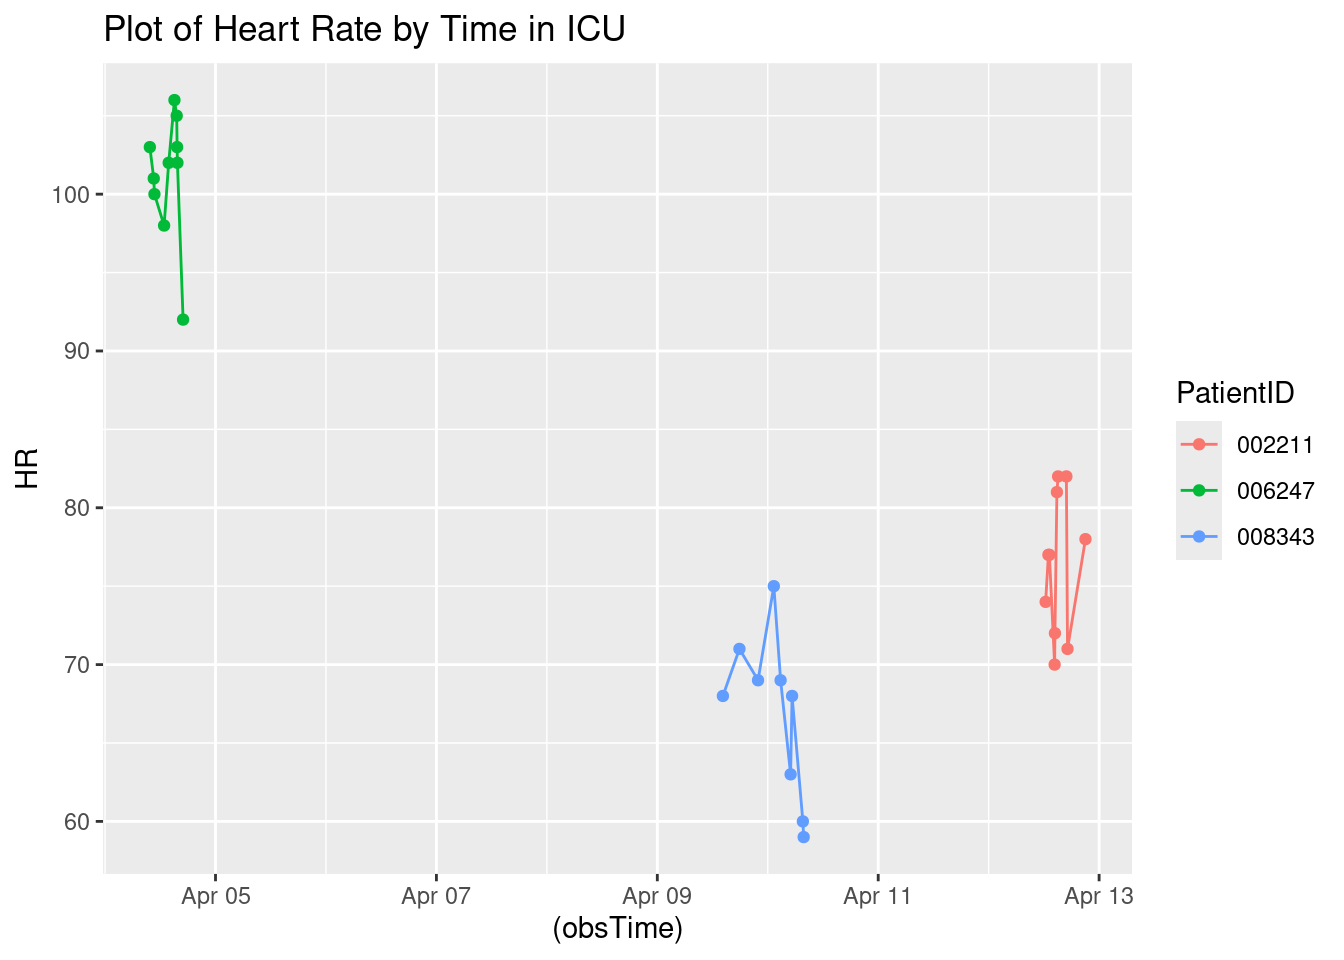 Plot of Heart Rate by Time in ICU
HR
100
90
80
70
60
Apr 05
Apr 07
Apr 09
Apr 11
Apr 13
(obsTime)
PatientID
002211
006247
008343